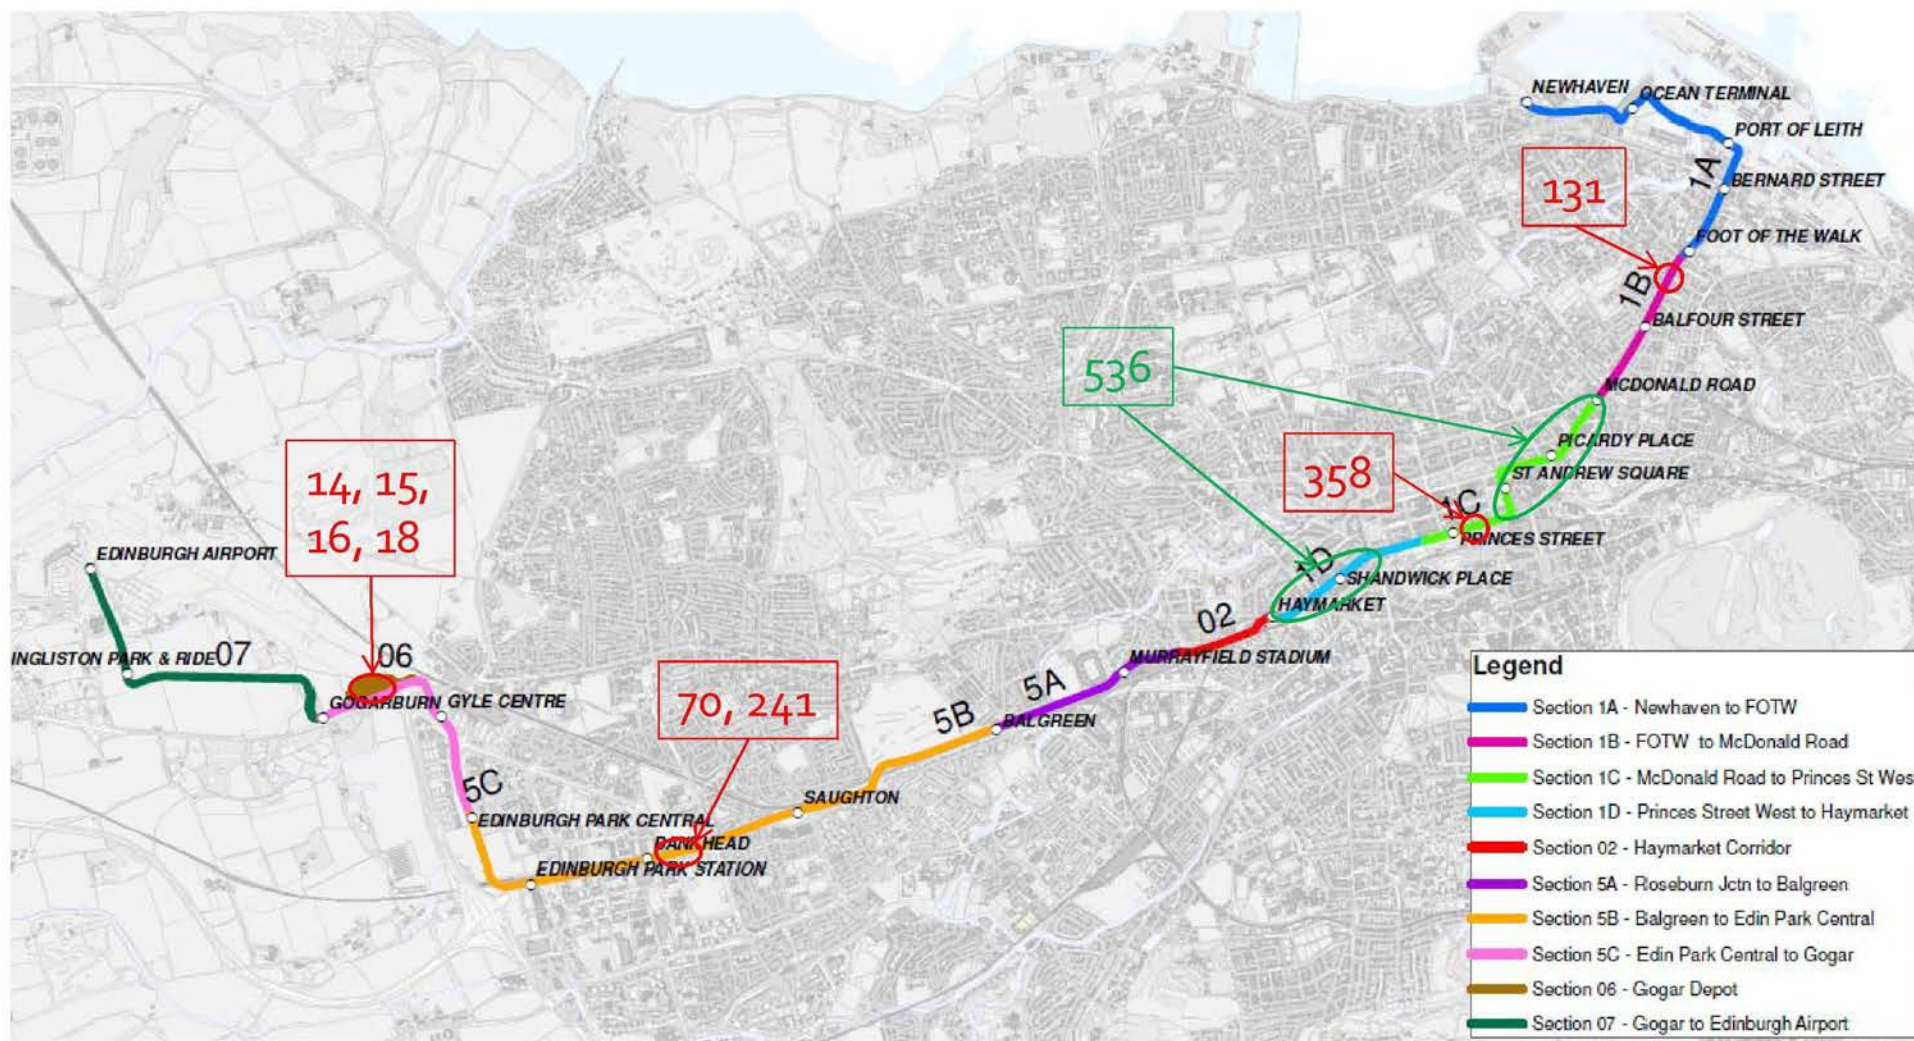 NEWHAVEN
OCEAN TERMINAL
PORT OF LEITH
1A
BERNARD STREET
131
FOOT OF THE WALK
1B
BALFOUR STREET
536
MCDONALD ROAD
PICARDY PLACE
358
ST ANDREW SQUARE
1C
PRINCES STREET
14, 15,
16, 18
EDINBURGH AIRPORT
1D
SHANDWICK PLACE
HAYMARKET
02
INGLISTON PARK & RIDE
07
06
MURRAYFIELD STADIUM
GOGARBURN
GYLE CENTRE
70, 241
5A
5B
BALGREEN
5C
SAUGHTON
EDINBURGH PARK CENTRAL
BANKHEAD
EDINBURGH PARK STATION
Legend
Section 1A - Newhaven to FOTW
Section 1B - FOTW to McDonald Road
Section 1C - McDonald Road to Princes St West
Section 1D - Princes Street West to Haymarket
Section 02 - Haymarket Corridor
Section 5A - Roseburn Jctn to Balgreen
Section 5B - Balgreen to Edin Park Central
Section 5C - Edin Park Central to Gogar
Section 06 - Gogar Depot
Section 07 - Gogar to Edinburgh Airport